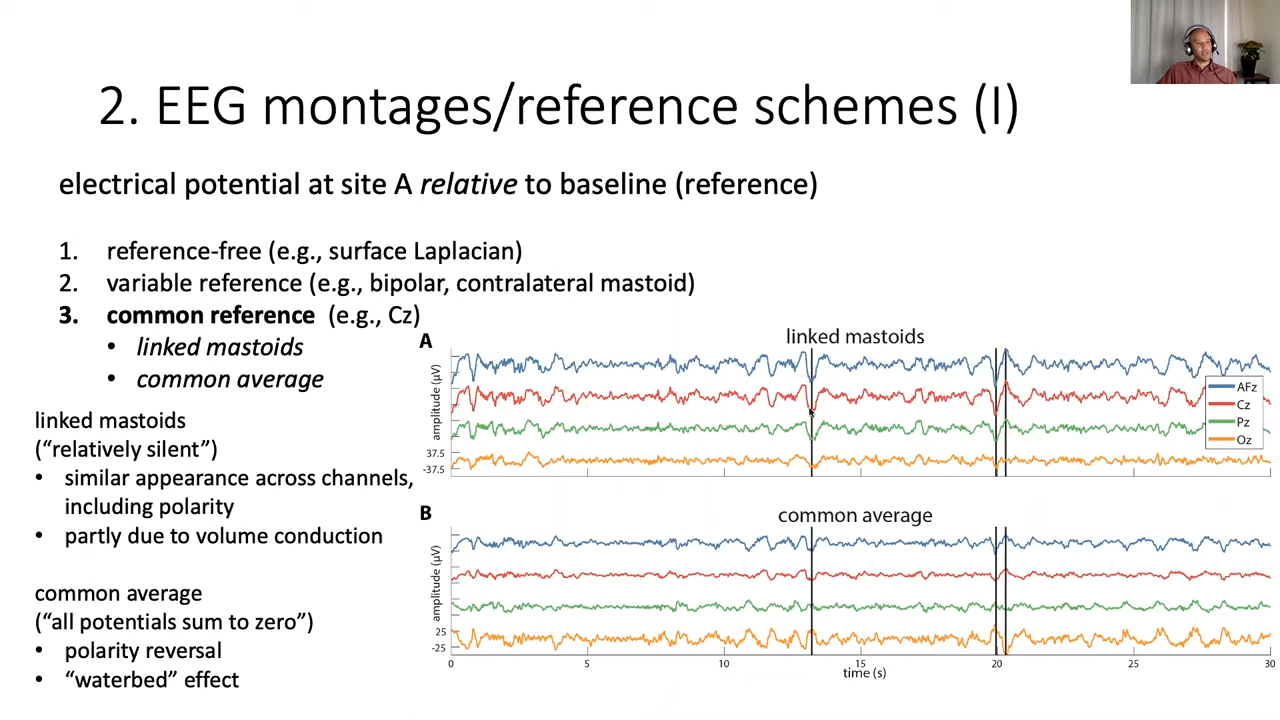 2. EEG montages/reference schemes (I)
electrical potential at site A relative to baseline (reference)
1. reference-free (e.g., surface Laplacian)
2. variable reference (e.g., bipolar, contralateral mastoid)
3. common reference (e.g., Cz)
• linked mastoids
• common average
linked mastoids
(“relatively silent”)
• similar appearance across channels,
including polarity
• partly due to volume conduction
common average
(“all potentials sum to zero”)
• polarity reversal
• “waterbed” effect
A
linked mastoids
amplitude (µV)
37.5
-37.5
AFz
Cz
Pz
Oz
B
common average
amplitude (µV)
25
-25
0 5 10 15 20 25 30
time (s)